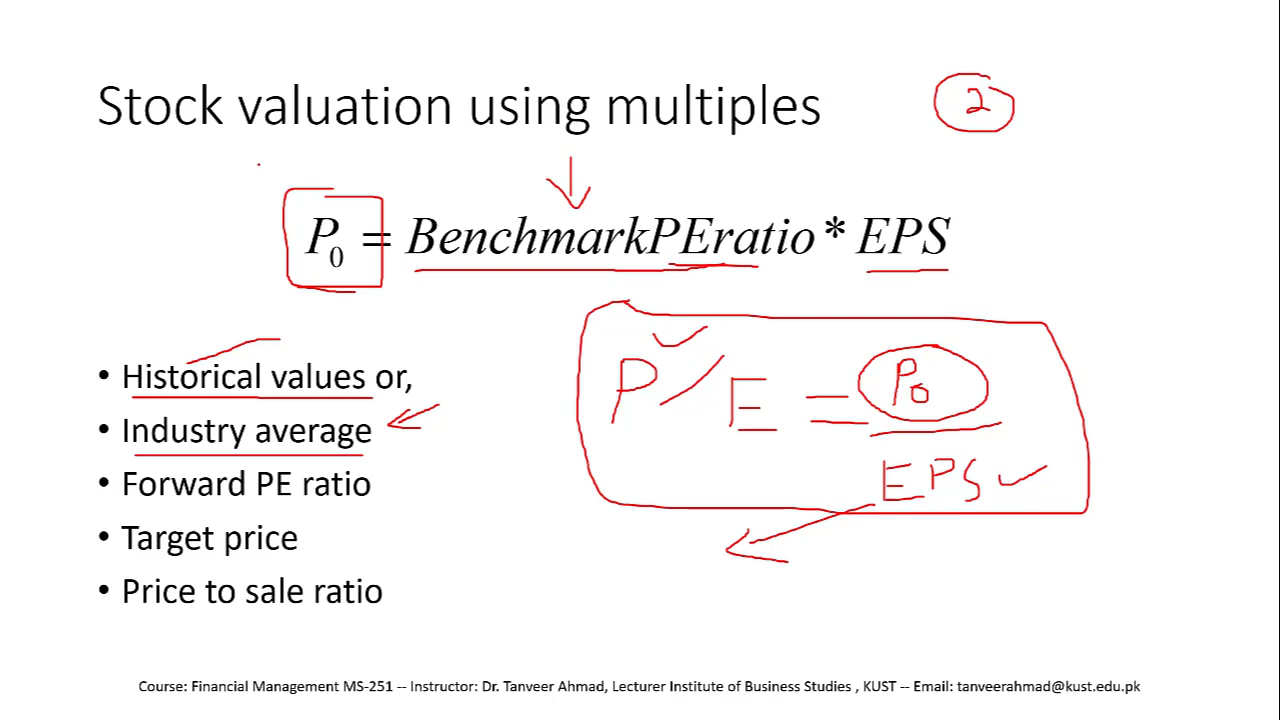 Stock valuation using multiples
2
P0 = BenchmarkPEratio * EPS
• Historical values or,
• Industry average
• Forward PE ratio
• Target price
• Price to sale ratio
P/E = P0
EPS
Course: Financial Management MS-251 -- Instructor: Dr. Tanveer Ahmad, Lecturer Institute of Business Studies , KUST -- Email: tanveerahmad@kust.edu.pk